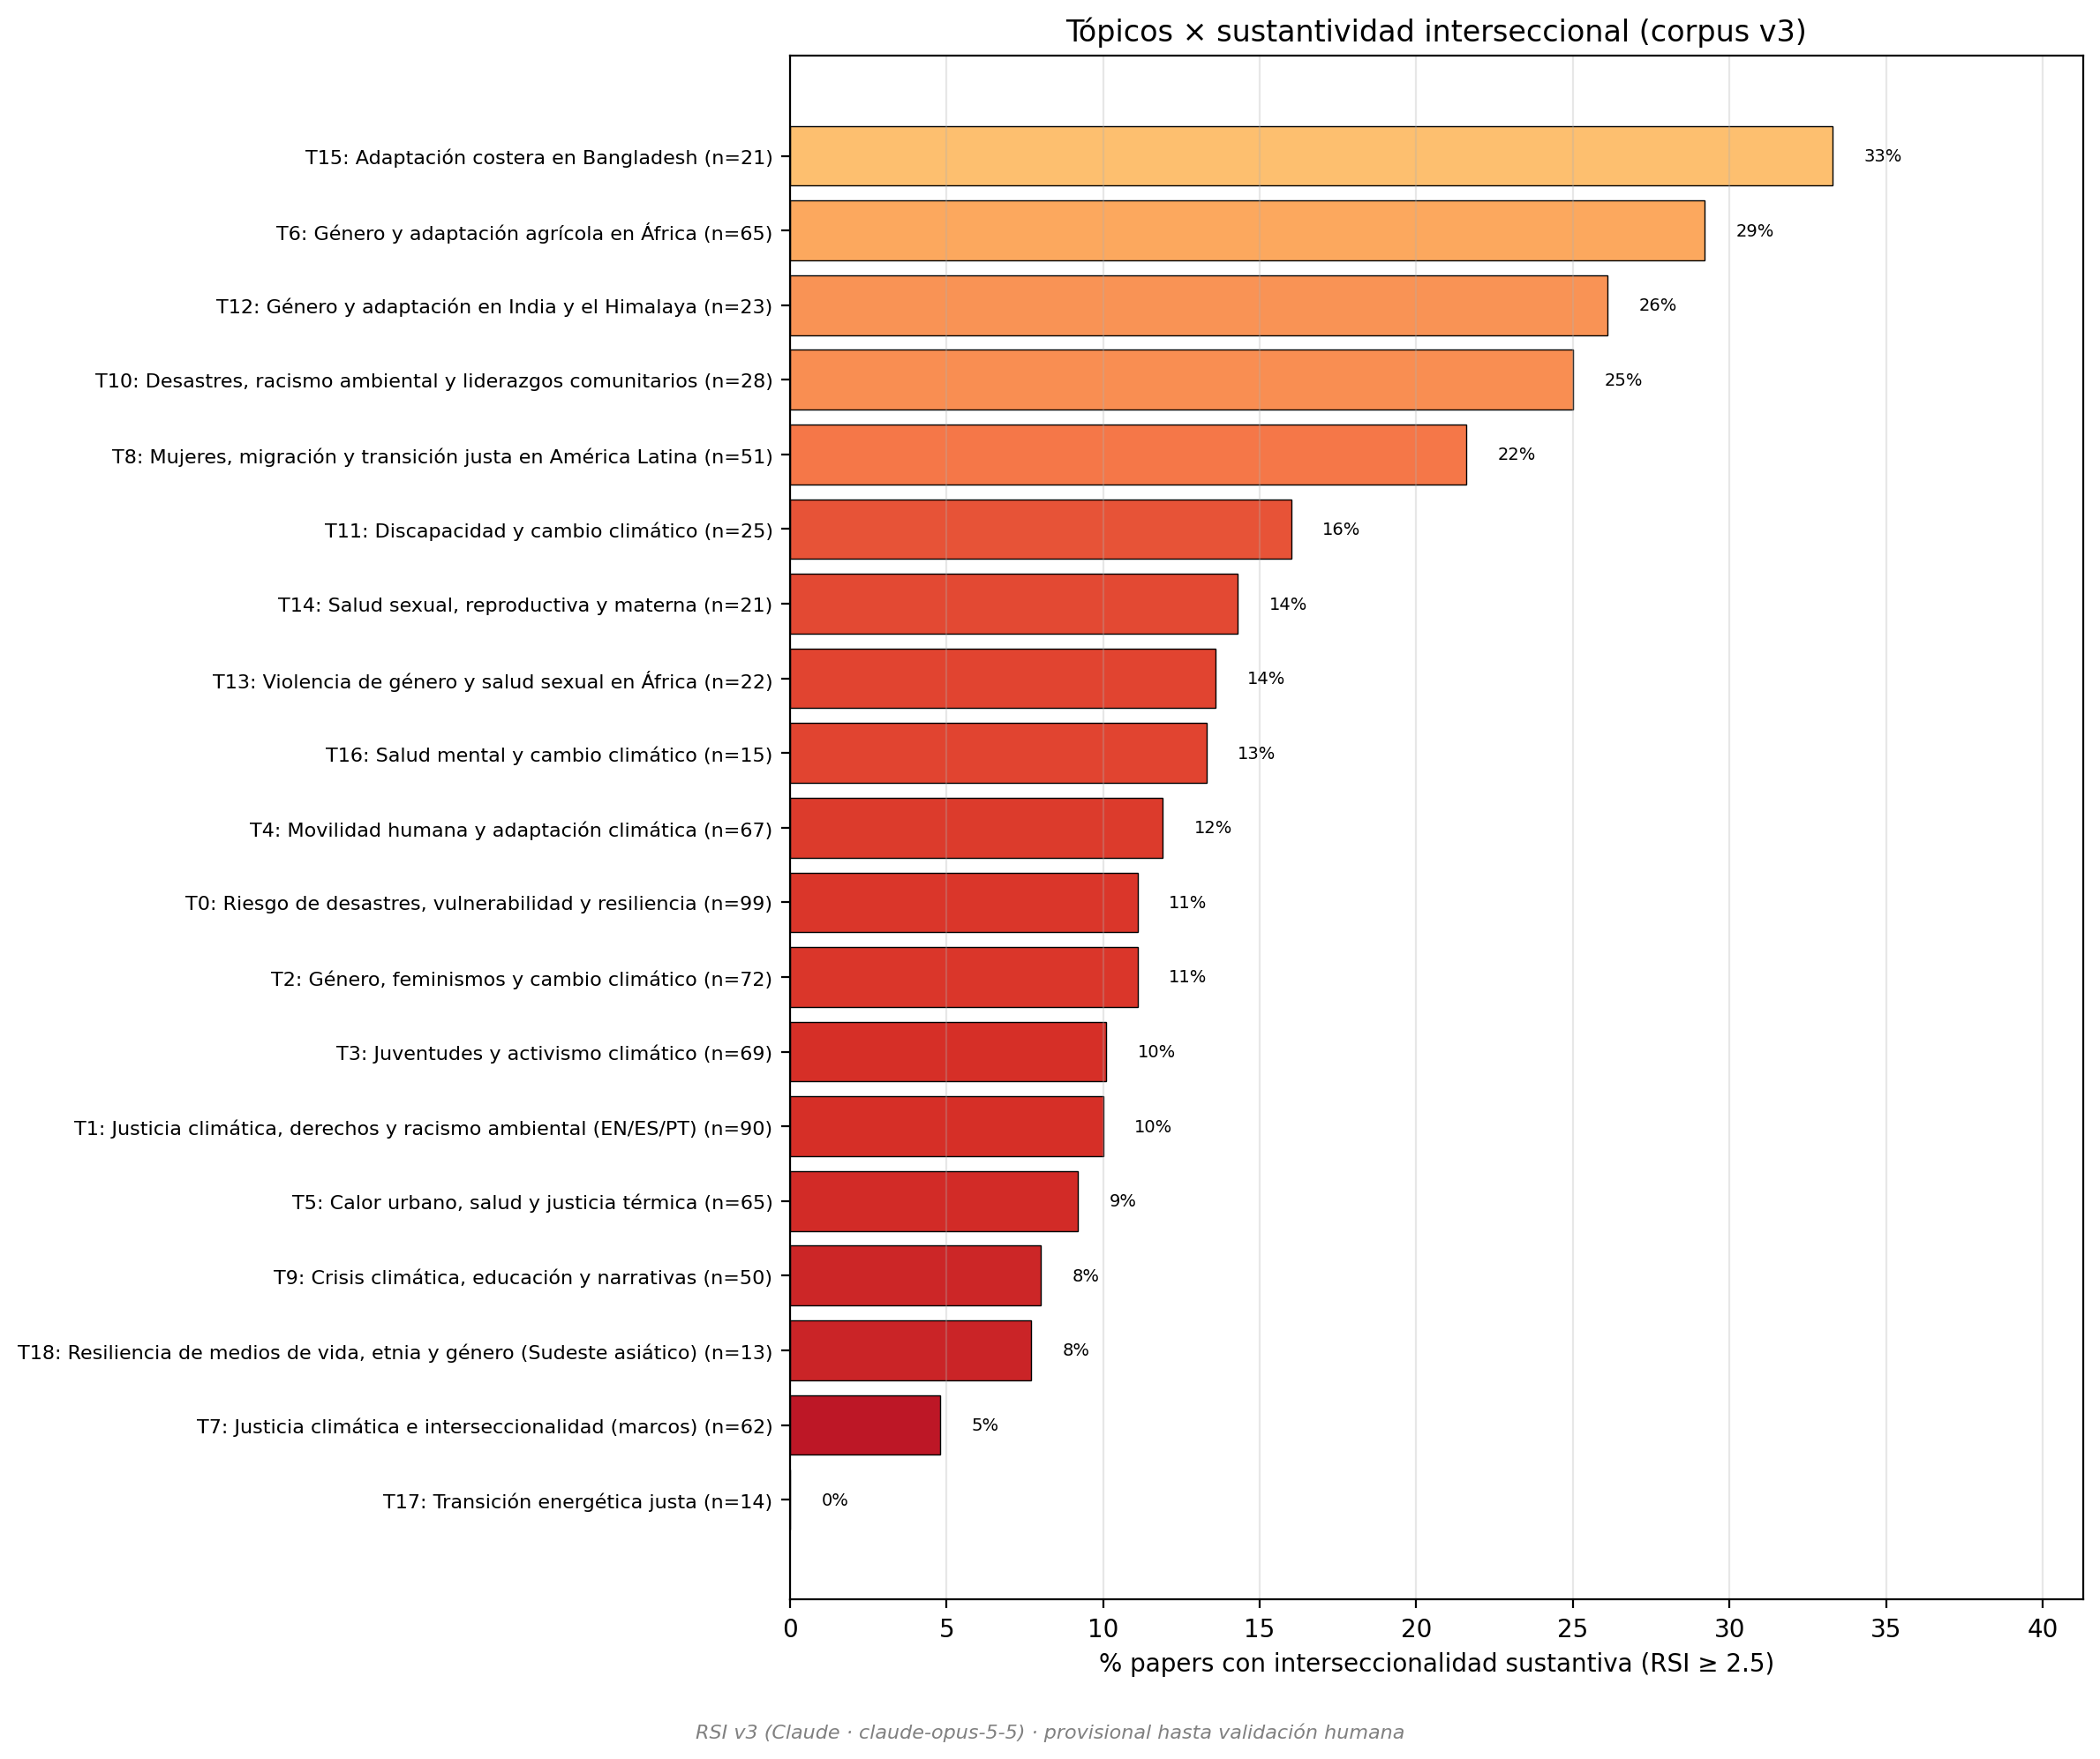 Tópicos × sustantividad interseccional (corpus v3)
T15: Adaptación costera en Bangladesh (n=21) 33%
T6: Género y adaptación agrícola en África (n=65) 29%
T12: Género y adaptación en India y el Himalaya (n=23) 26%
T10: Desastres, racismo ambiental y liderazgos comunitarios (n=28) 25%
T8: Mujeres, migración y transición justa en América Latina (n=51) 22%
T11: Discapacidad y cambio climático (n=25) 16%
T14: Salud sexual, reproductiva y materna (n=21) 14%
T13: Violencia de género y salud sexual en África (n=22) 14%
T16: Salud mental y cambio climático (n=15) 13%
T4: Movilidad humana y adaptación climática (n=67) 12%
T0: Riesgo de desastres, vulnerabilidad y resiliencia (n=99) 11%
T2: Género, feminismos y cambio climático (n=72) 11%
T3: Juventudes y activismo climático (n=69) 10%
T1: Justicia climática, derechos y racismo ambiental (EN/ES/PT) (n=90) 10%
T5: Calor urbano, salud y justicia térmica (n=65) 9%
T9: Crisis climática, educación y narrativas (n=50) 8%
T18: Resiliencia de medios de vida, etnia y género (Sudeste asiático) (n=13) 8%
T7: Justicia climática e interseccionalidad (marcos) (n=62) 5%
T17: Transición energética justa (n=14) 0%
0 5 10 15 20 25 30 35 40
% papers con interseccionalidad sustantiva (RSI ≥ 2.5)
RSI v3 (Claude · claude-opus-5-5) · provisional hasta validación humana